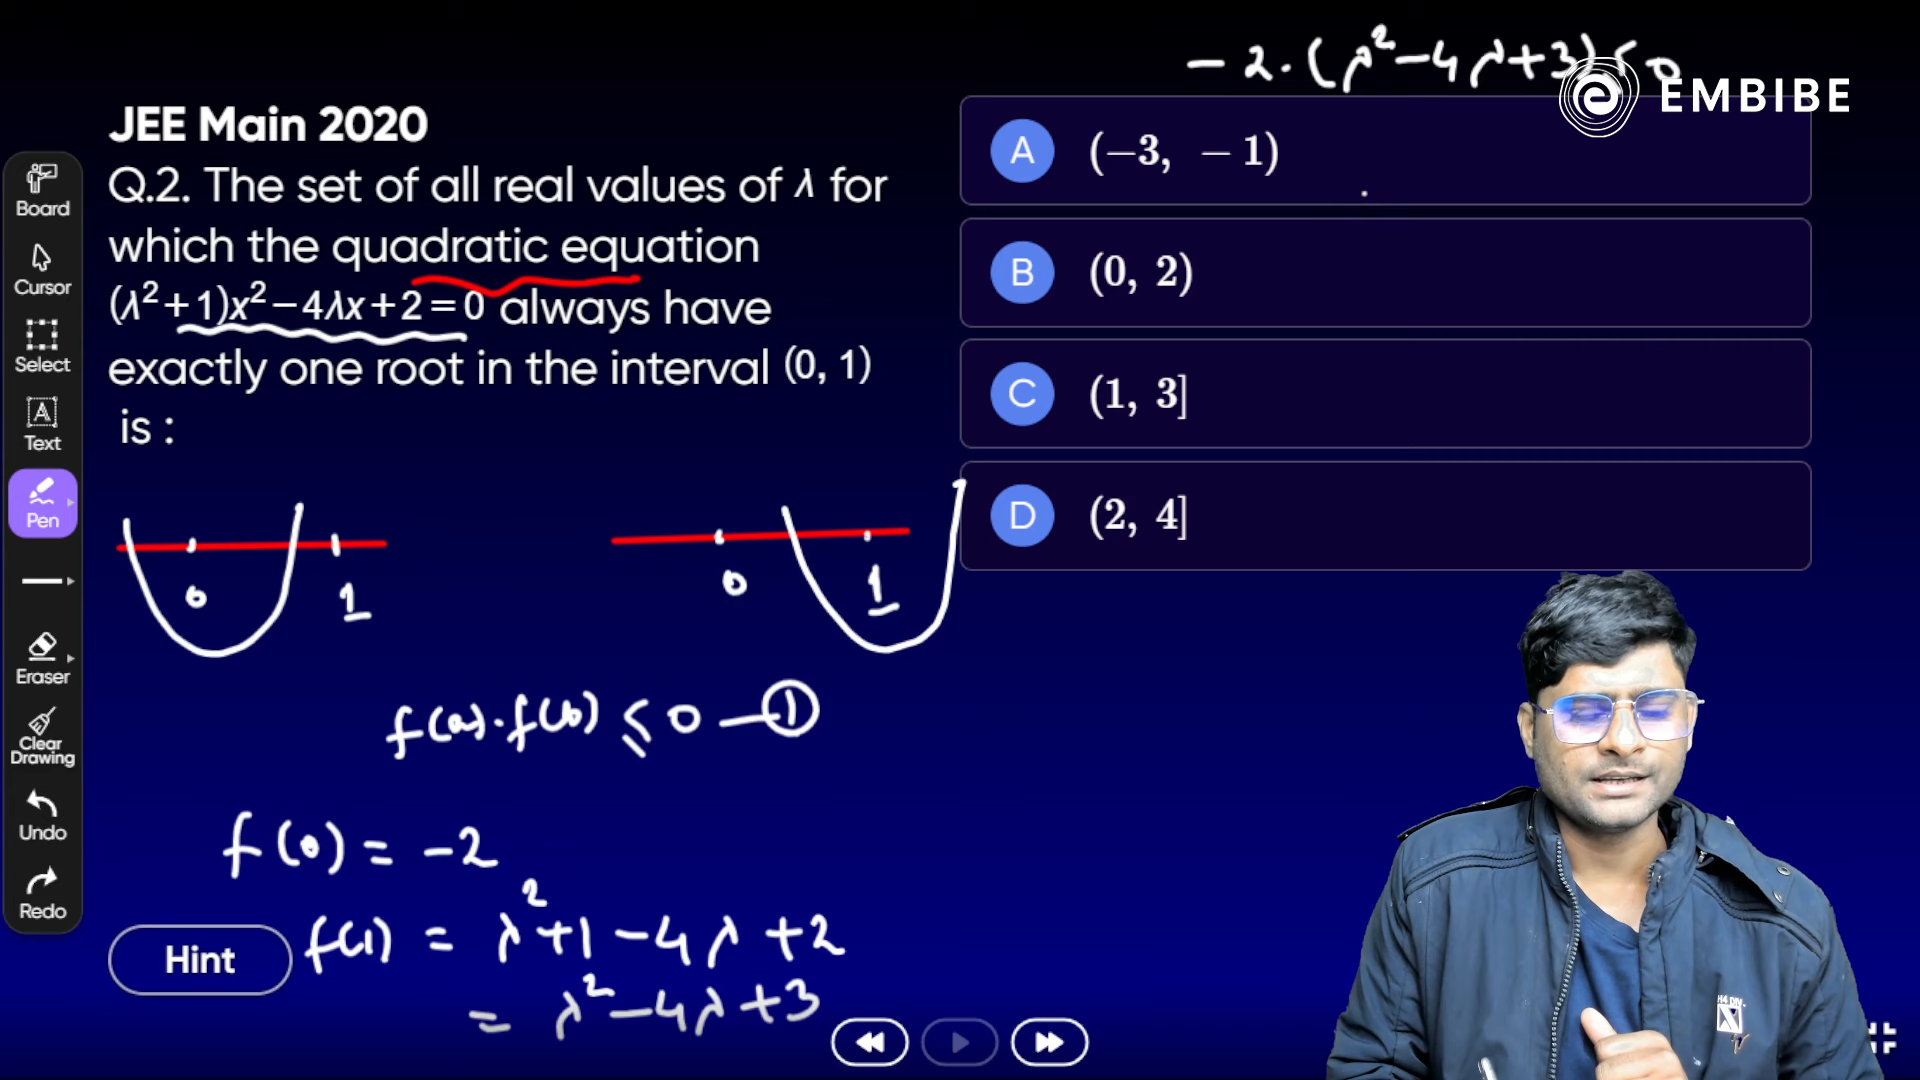 - 2 · (λ² - 4λ + 3) ≤ 0
EMBIBE
JEE Main 2020
Q.2. The set of all real values of λ for
which the quadratic equation
(λ²+1)x²−4λx+2=0 always have
exactly one root in the interval (0, 1)
is :
A (−3, −1)
B (0, 2)
C (1, 3]
D (2, 4]
Board
Cursor
Select
Text
Pen
Eraser
Clear
Drawing
Undo
Redo
0 1
0 1
f(a)·f(b) ≤ 0 — ①
f(0) = -2
f(1) = λ²+1 -4λ +2
= λ² -4λ +3
Hint